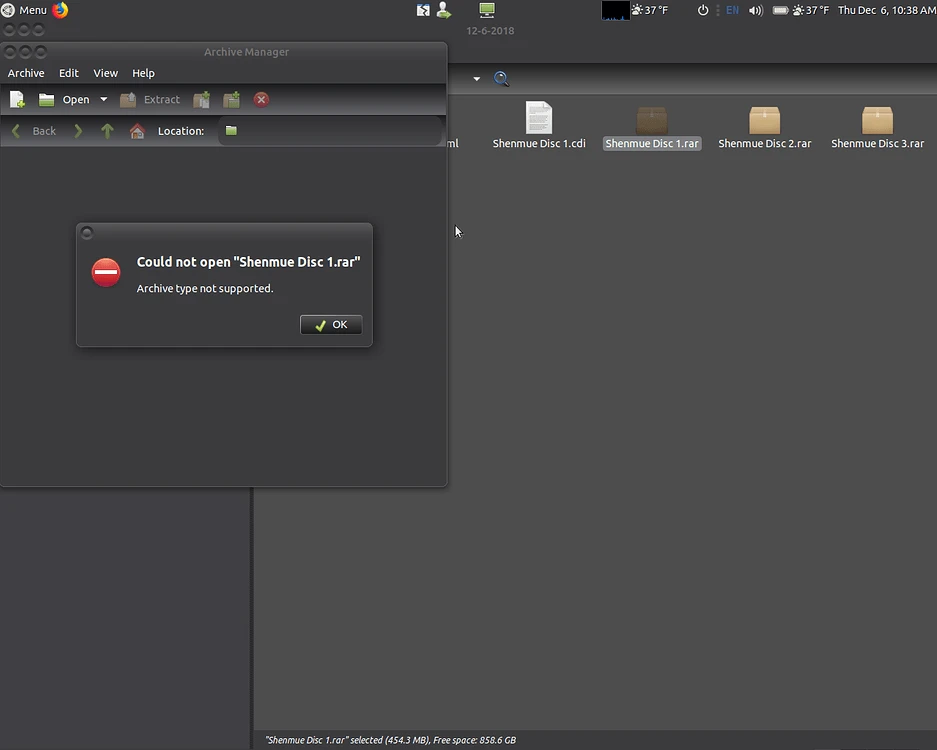 Menu
37 °F
EN
37 °F
Thu Dec 6, 10:38 AM
12-6-2018
Archive Manager
Archive Edit View Help
Open Extract
Back Location:
ml
Shenmue Disc 1.cdi
Shenmue Disc 1.rar
Shenmue Disc 2.rar
Shenmue Disc 3.rar
Could not open "Shenmue Disc 1.rar"
Archive type not supported.
OK
"Shenmue Disc 1.rar" selected (454.3 MB), Free space: 858.6 GB